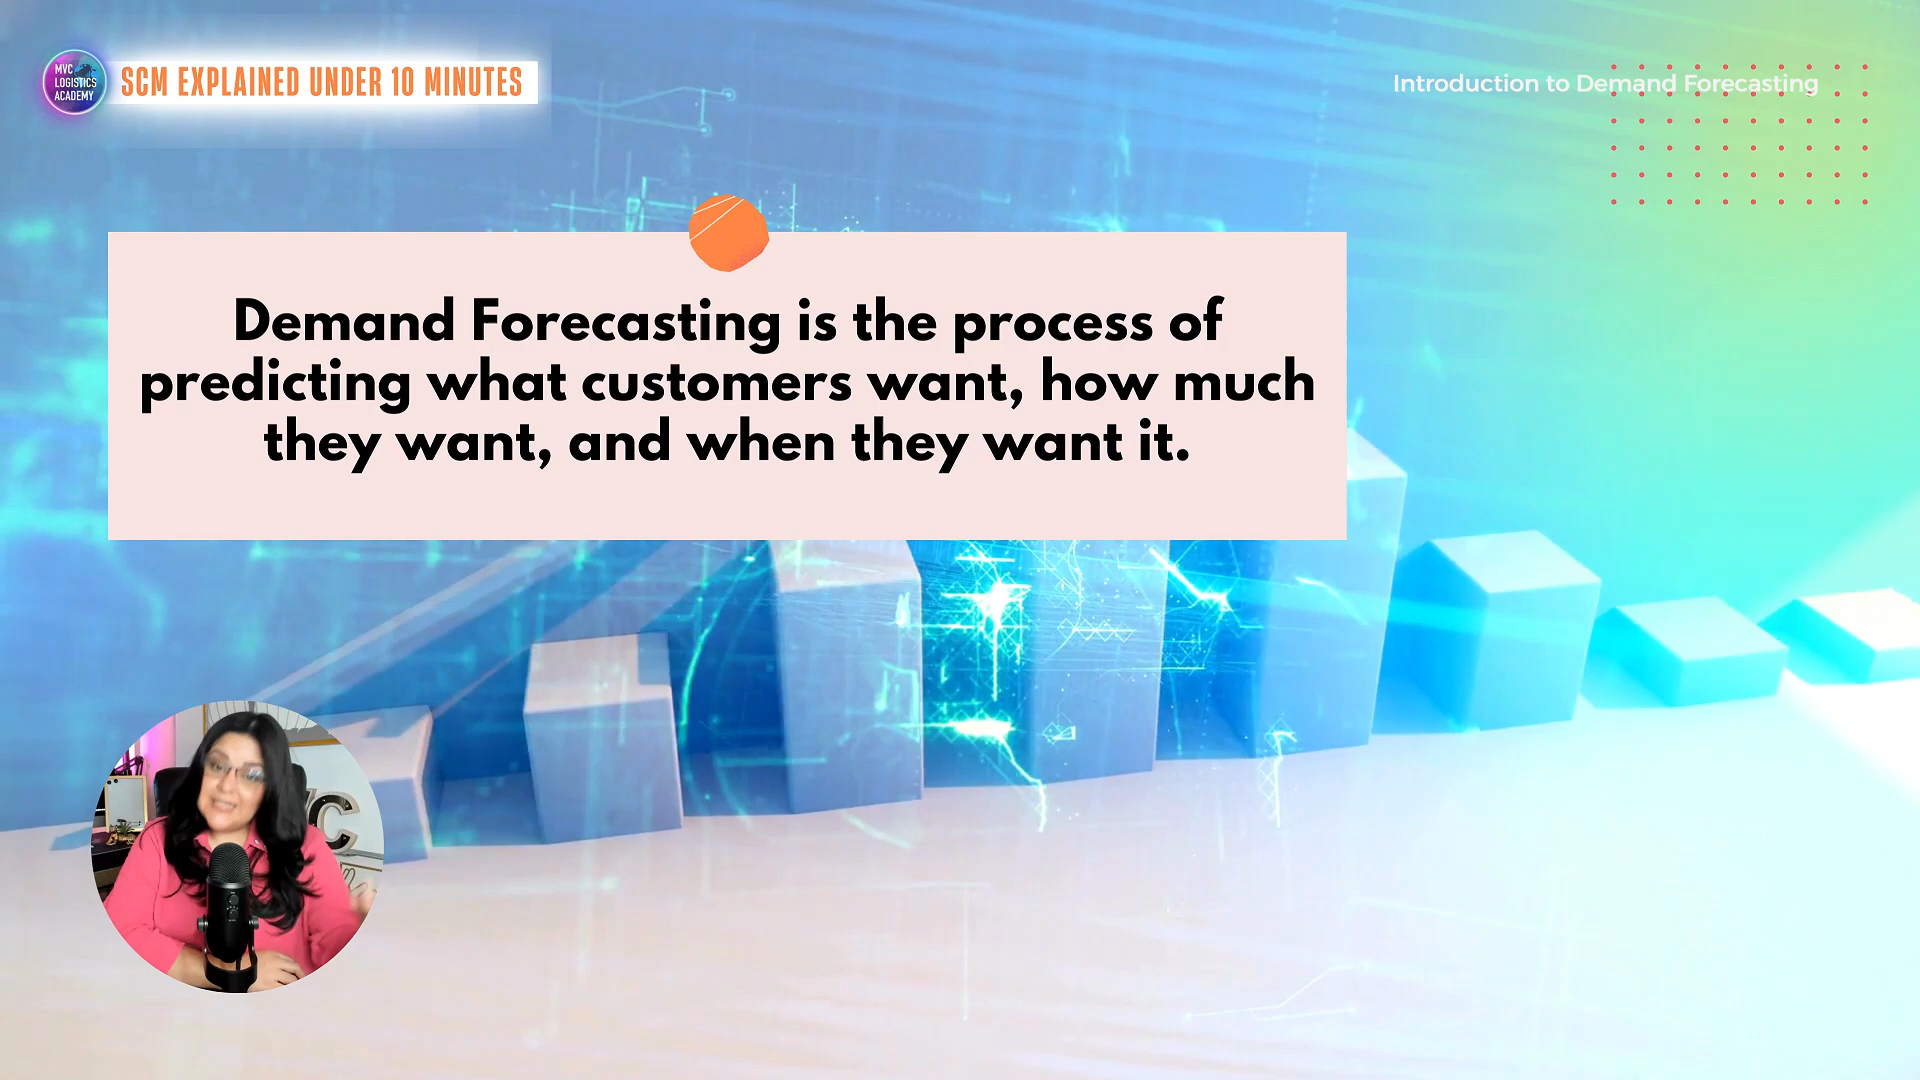 MVC
LOGISTICS
ACADEMY
SCM EXPLAINED UNDER 10 MINUTES
Introduction to Demand Forecasting
Demand Forecasting is the process of
predicting what customers want, how much
they want, and when they want it.